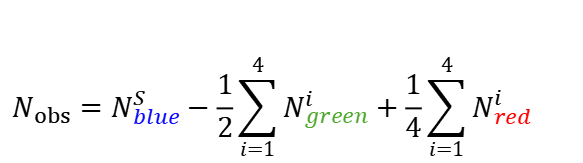 N_obs = N^S_blue − 1/2 ∑_{i=1}^{4} N^i_green + 1/4 ∑_{i=1}^{4} N^i_red